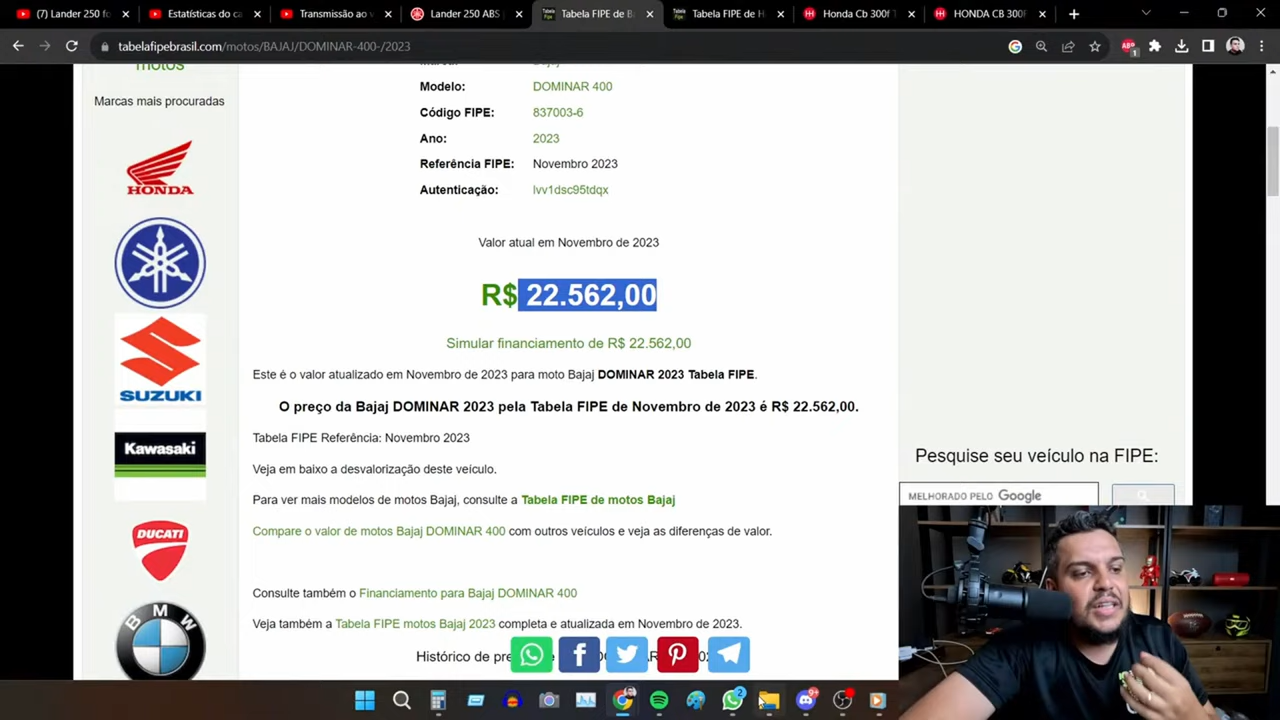 (7) Lander 250 fo
Estatísticas do ca
Transmissão ao v
Lander 250 ABS
Tabela FIPE de B
Tabela FIPE de H
Honda Cb 300f T
HONDA CB 300F
tabelafipebrasil.com/motos/BAJAJ/DOMINAR-400-/2023
motos
Marcas mais procuradas
HONDA
SUZUKI
Kawasaki
DUCATI
BMW
Modelo: DOMINAR 400
Código FIPE: 837003-6
Ano: 2023
Referência FIPE: Novembro 2023
Autenticação: lvv1dsc95tdqx
Valor atual em Novembro de 2023
R$ 22.562,00
Simular financiamento de R$ 22.562,00
Este é o valor atualizado em Novembro de 2023 para moto Bajaj DOMINAR 2023 Tabela FIPE.
O preço da Bajaj DOMINAR 2023 pela Tabela FIPE de Novembro de 2023 é R$ 22.562,00.
Tabela FIPE Referência: Novembro 2023
Veja em baixo a desvalorização deste veículo.
Para ver mais modelos de motos Bajaj, consulte a Tabela FIPE de motos Bajaj
Compare o valor de motos Bajaj DOMINAR 400 com outros veículos e veja as diferenças de valor.
Consulte também o Financiamento para Bajaj DOMINAR 400
Veja também a Tabela FIPE motos Bajaj 2023 completa e atualizada em Novembro de 2023.
Histórico de pre
Pesquise seu veículo na FIPE:
MELHORADO PELO Google